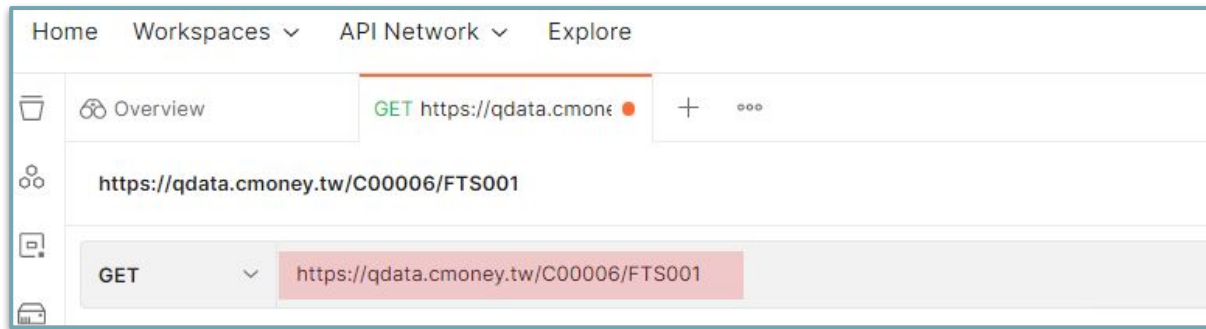 Home Workspaces API Network Explore
Overview GET https://qdata.cmone
https://qdata.cmoney.tw/C00006/FTS001
GET https://qdata.cmoney.tw/C00006/FTS001